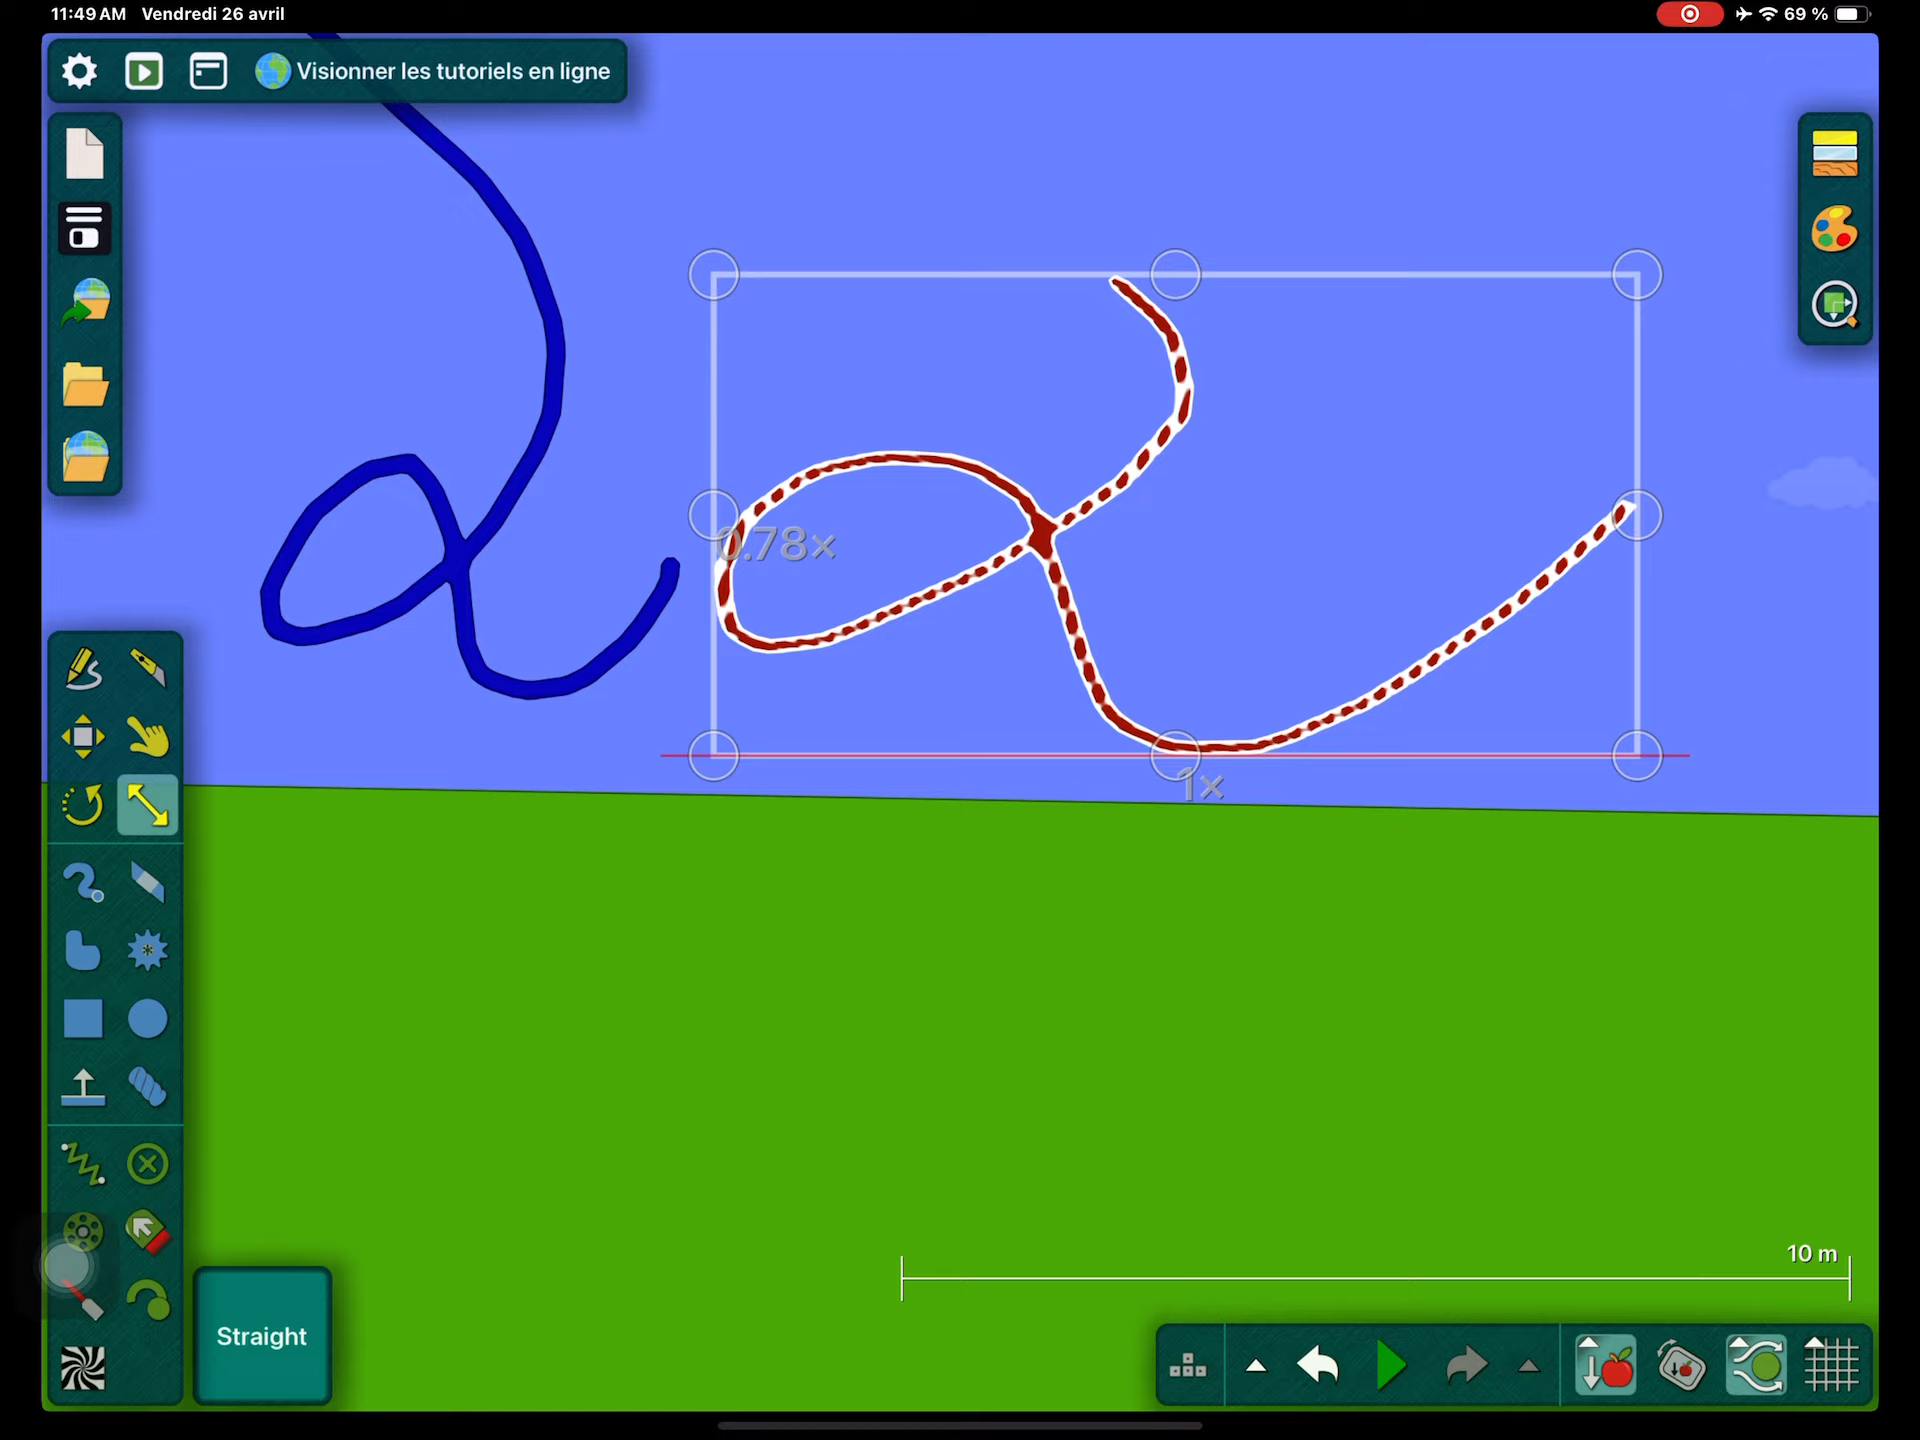 11:49 AM Vendredi 26 avril
69 %
Visionner les tutoriels en ligne
0.78×
1×
10 m
Straight